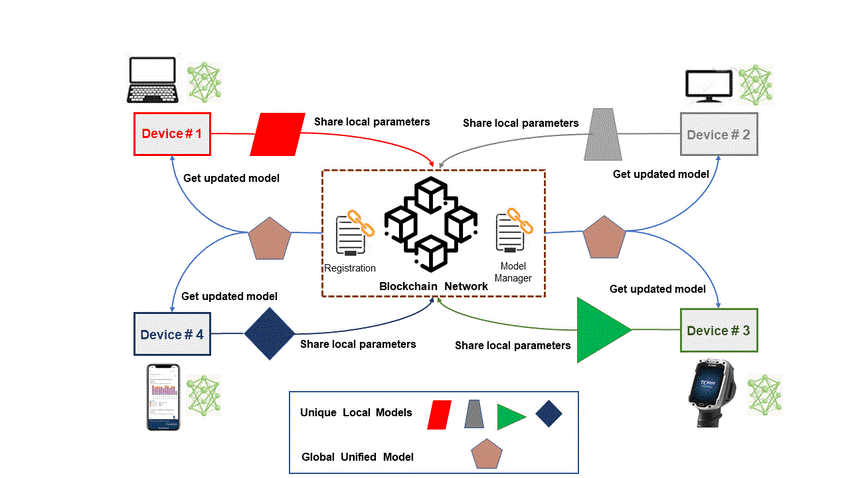 Device # 1
Share local parameters
Share local parameters
Device # 2
Get updated model
Get updated model
Registration
Model
Manager
Blockchain Network
Get updated model
Get updated model
Device # 4
Share local parameters
Share local parameters
Device # 3
Unique Local Models
Global Unified Model